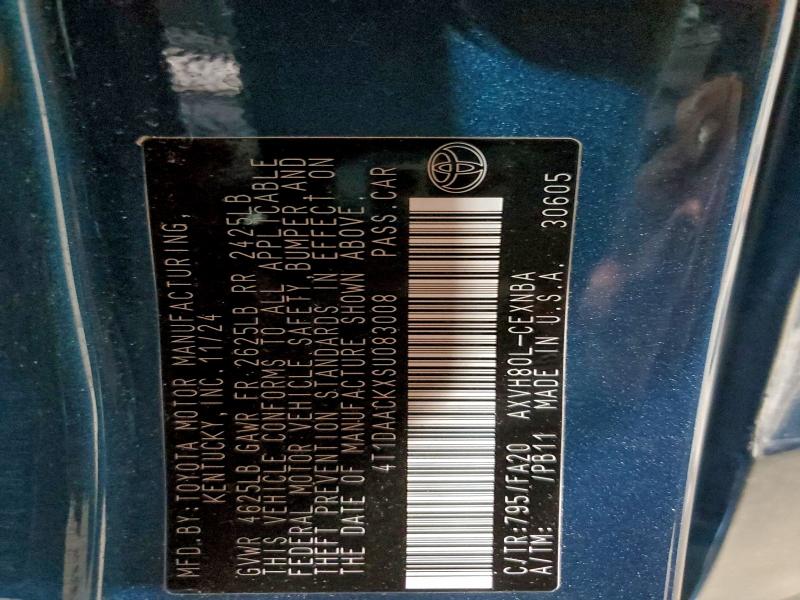 MFD.BY:TOYOTA MOTOR MANUFACTURING,
KENTUCKY, INC. 11/24
GVWR 4625LB GAWR FR 2625LB RR 2425LB
THIS VEHICLE CONFORMS TO ALL APPLICABLE
FEDERAL MOTOR VEHICLE SAFETY, BUMPER, AND
THEFT PREVENTION STANDARDS IN EFFECT ON
THE DATE OF MANUFACTURE SHOWN ABOVE.
4T1DAACKXSU083008 PASS.CAR
C/TR:795/FA20 AXVH80L-CEXNBA
A/TM: /PB11 MADE IN U.S.A. 30605